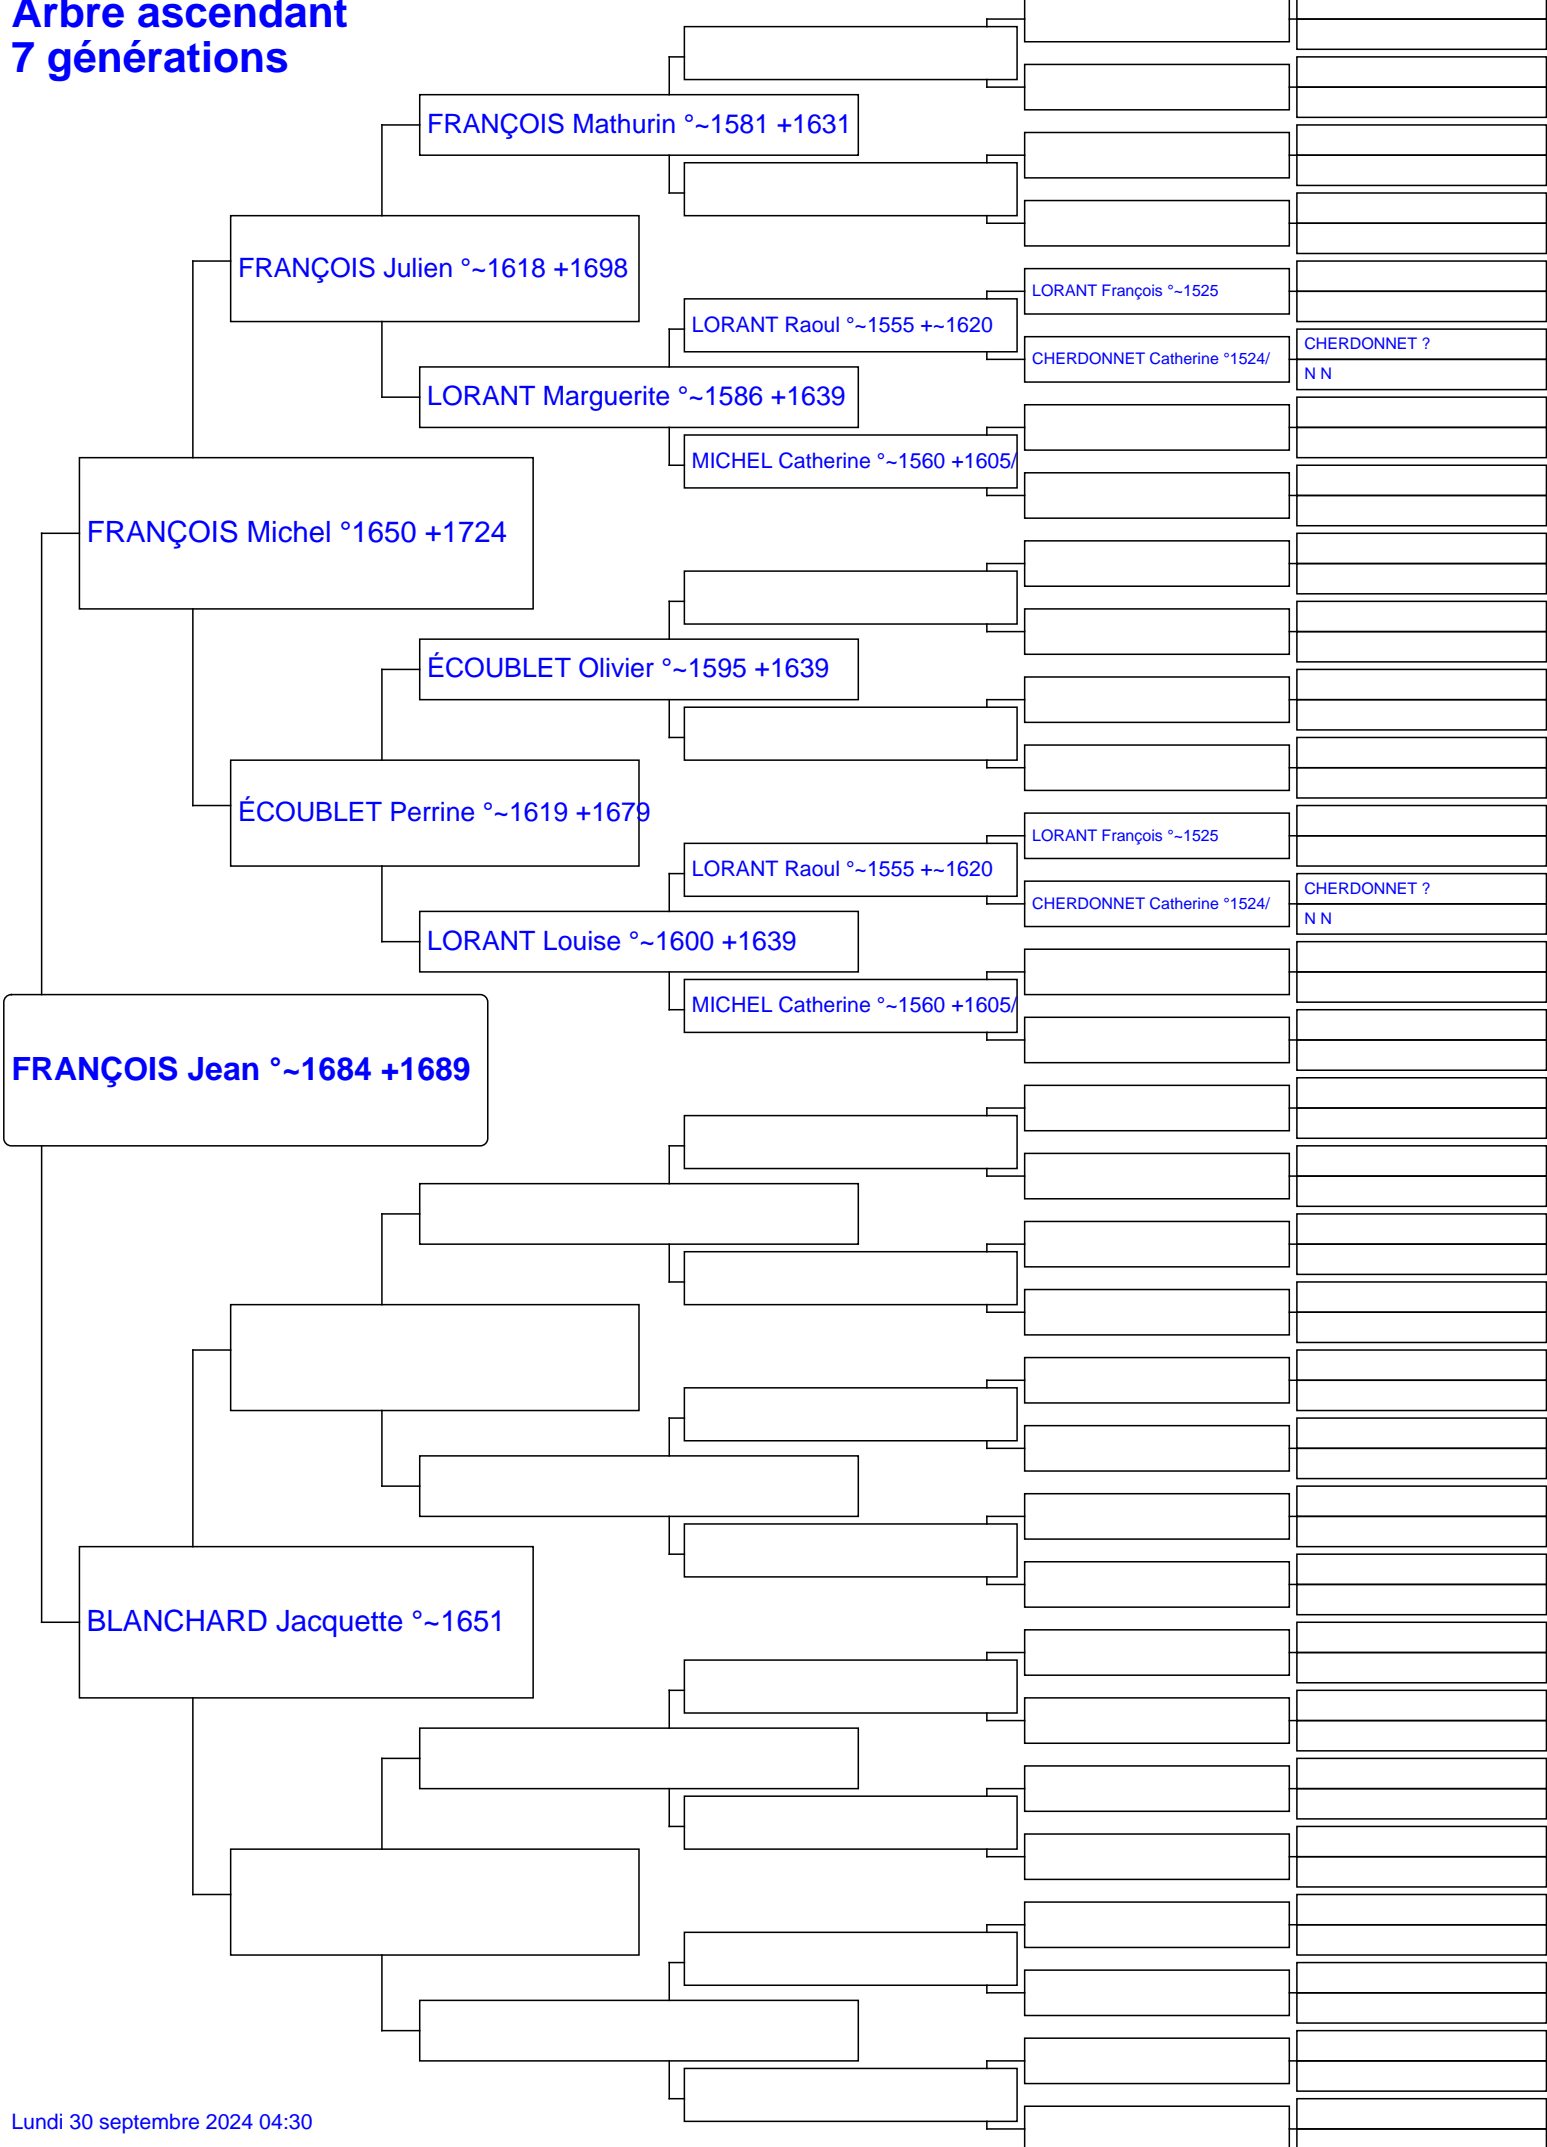 Arbre ascendant
7 générations
FRANÇOIS Mathurin °~1581 +1631
FRANÇOIS Julien °~1618 +1698
LORANT François °~1525
LORANT Raoul °~1555 +~1620
CHERDONNET ?
CHERDONNET Catherine °1524/
N N
LORANT Marguerite °~1586 +1639
MICHEL Catherine °~1560 +1605/
FRANÇOIS Michel °1650 +1724
ÉCOUBLET Olivier °~1595 +1639
ÉCOUBLET Perrine °~1619 +1679
LORANT François °~1525
LORANT Raoul °~1555 +~1620
CHERDONNET ?
CHERDONNET Catherine °1524/
N N
LORANT Louise °~1600 +1639
MICHEL Catherine °~1560 +1605/
FRANÇOIS Jean °~1684 +1689
BLANCHARD Jacquette °~1651
Lundi 30 septembre 2024 04:30